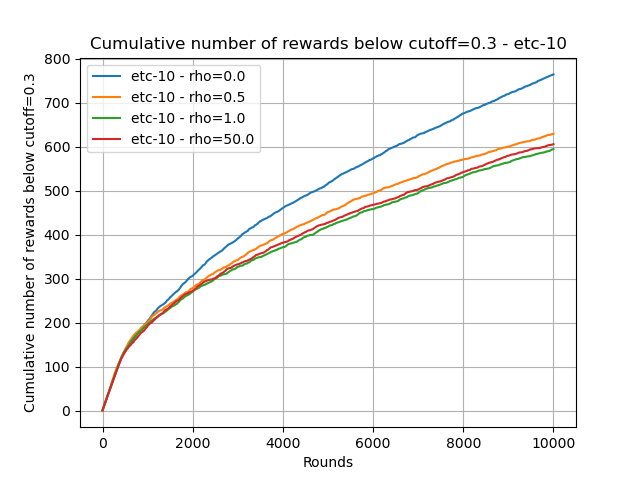 Cumulative number of rewards below cutoff=0.3 - etc-10
Cumulative number of rewards below cutoff=0.3
800
700
600
500
400
300
200
100
0
etc-10 - rho=0.0
etc-10 - rho=0.5
etc-10 - rho=1.0
etc-10 - rho=50.0
0 2000 4000 6000 8000 10000
Rounds